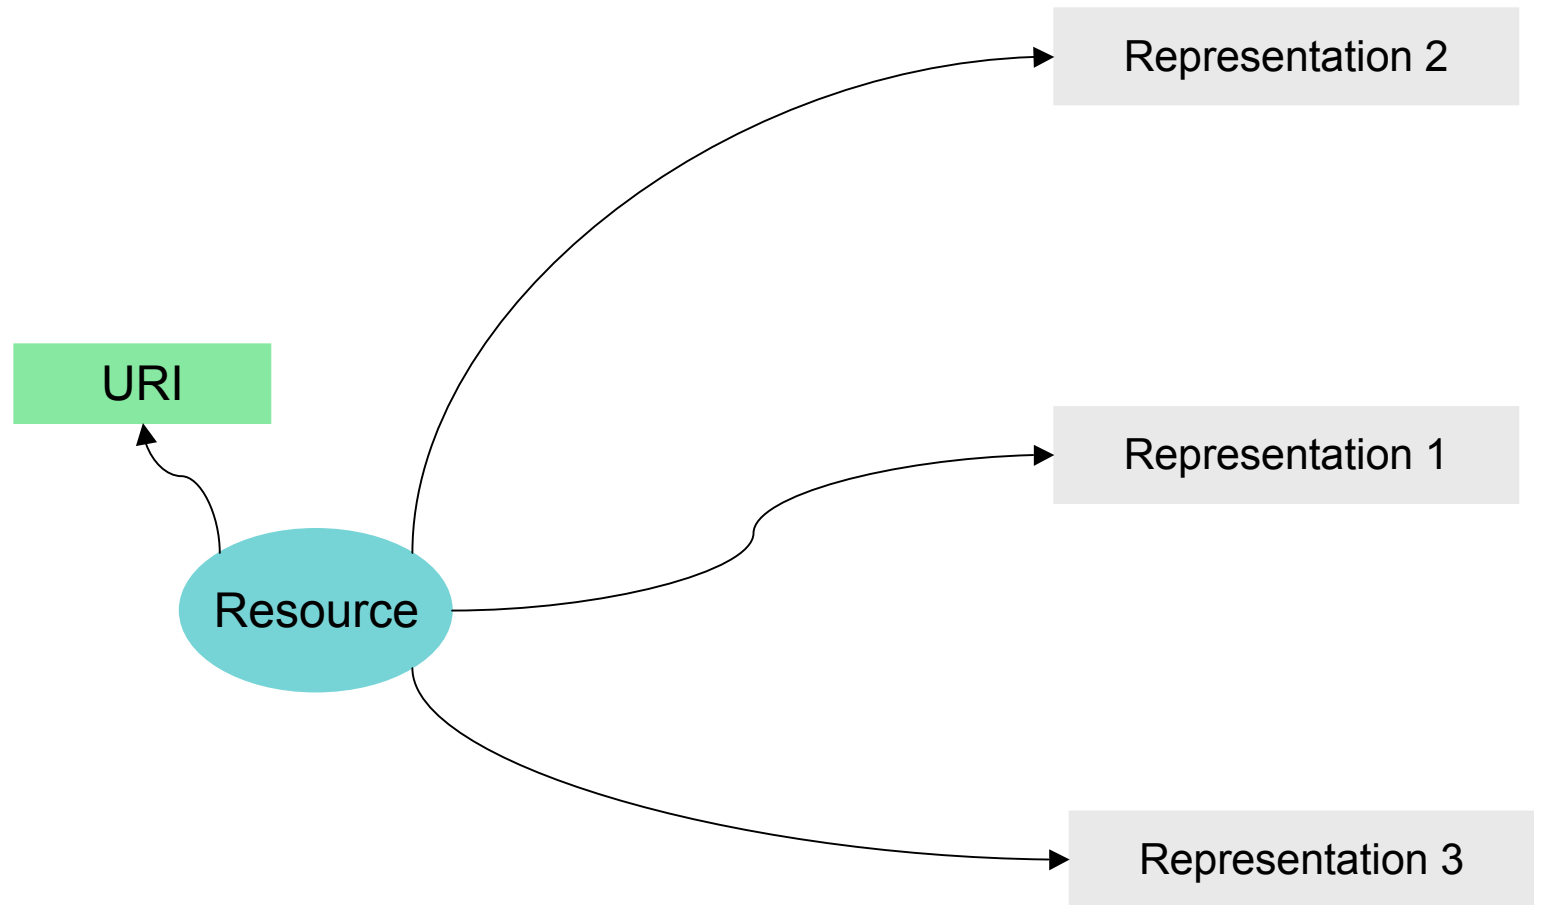 Representation 2
URI
Representation 1
Resource
Representation 3